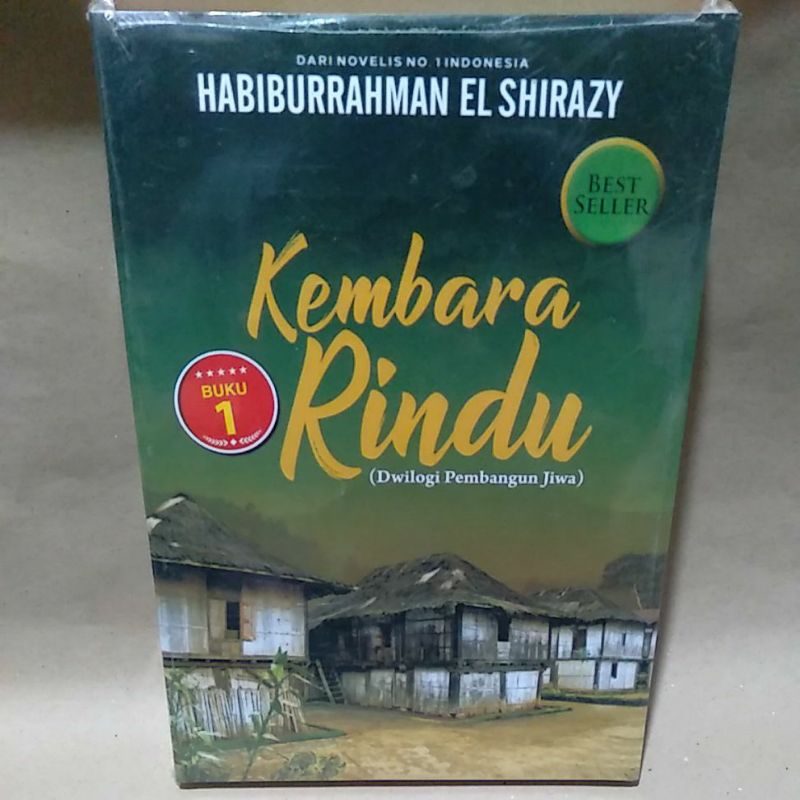 DARI NOVELIS NO. 1 INDONESIA
HABIBURRAHMAN EL SHIRAZY
BEST
SELLER
Kembara
Rindu
BUKU
1
(Dwilogi Pembangun Jiwa)